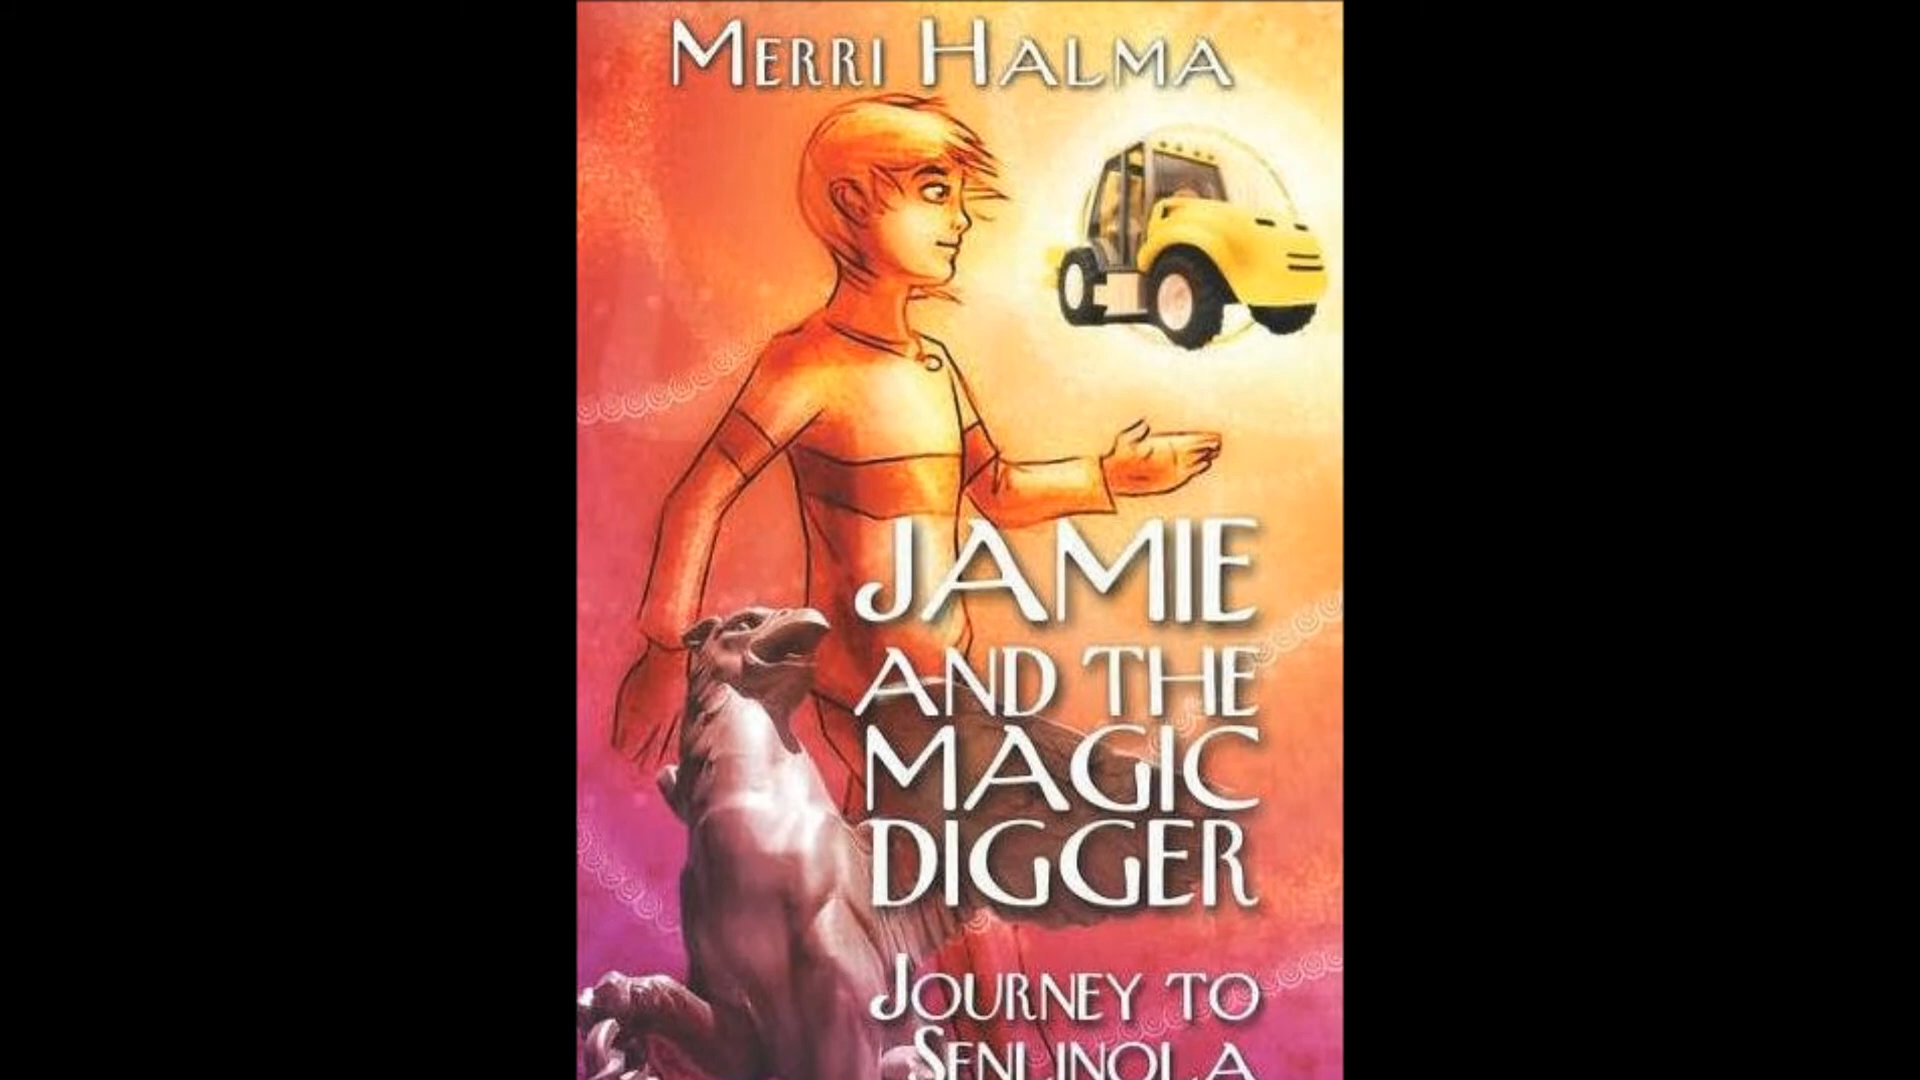 MERRI HALMA
JAMIE
AND THE
MAGIC
DIGGER
JOURNEY TO